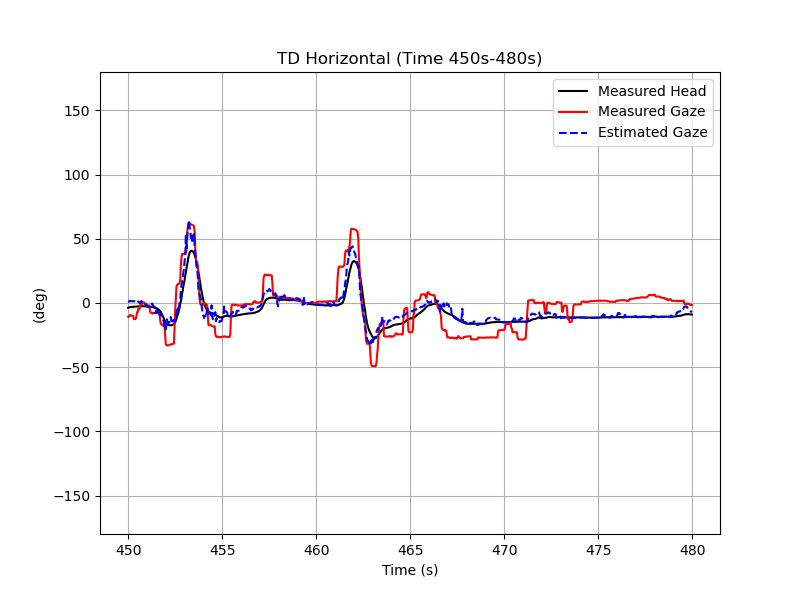 TD Horizontal (Time 450s-480s)
Measured Head
Measured Gaze
Estimated Gaze
150
100
50
0
−50
−100
−150
(deg)
450 455 460 465 470 475 480
Time (s)